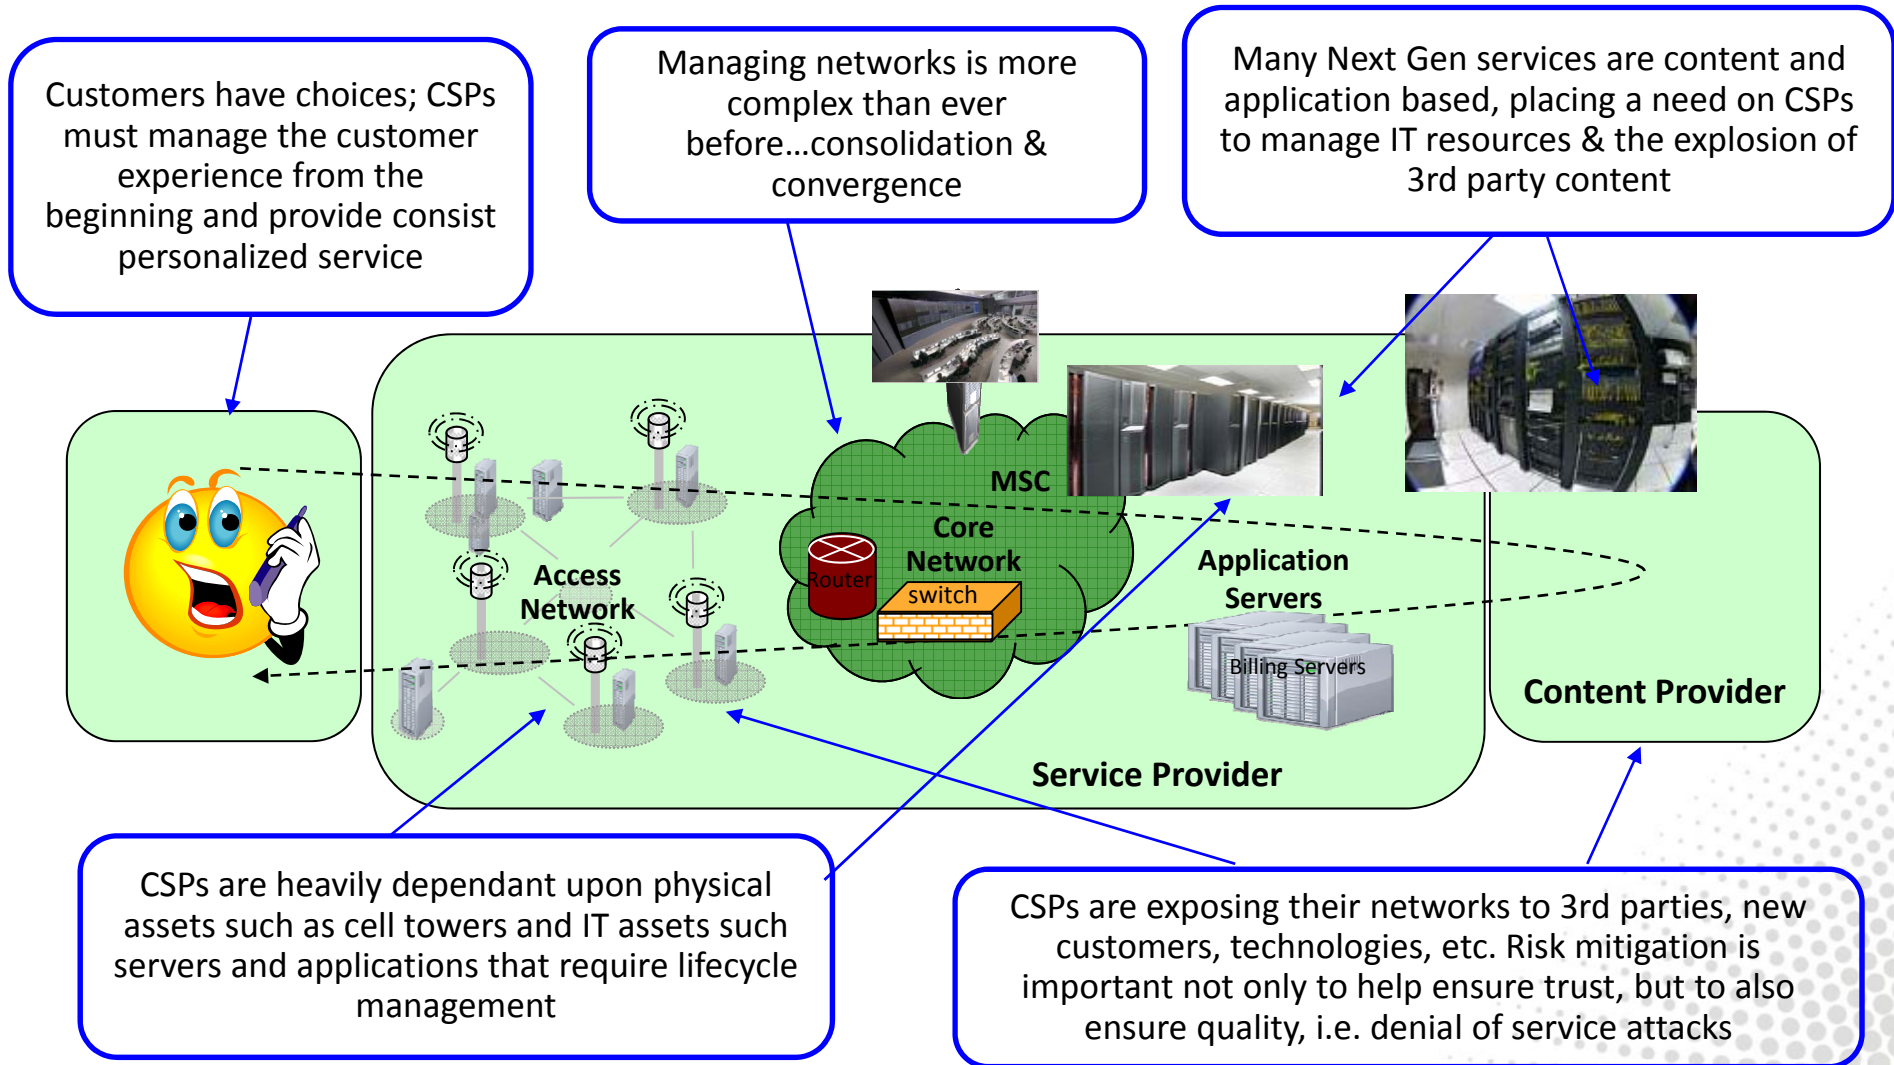 Customers have choices; CSPs
must manage the customer
experience from the
beginning and provide consist
personalized service
Managing networks is more
complex than ever
before…consolidation &
convergence
Many Next Gen services are content and
application based, placing a need on CSPs
to manage IT resources & the explosion of
3rd party content
MSC
Core
Network
Router
switch
Access
Network
Application
Servers
Billing Servers
Content Provider
Service Provider
CSPs are heavily dependant upon physical
assets such as cell towers and IT assets such
servers and applications that require lifecycle
management
CSPs are exposing their networks to 3rd parties, new
customers, technologies, etc. Risk mitigation is
important not only to help ensure trust, but to also
ensure quality, i.e. denial of service attacks